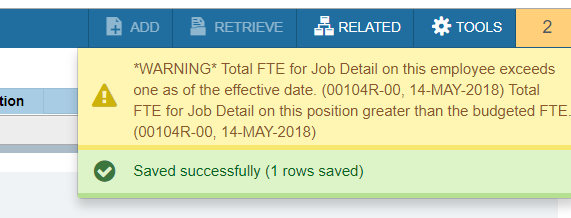 ADD RETRIEVE RELATED TOOLS 2
*WARNING* Total FTE for Job Detail on this employee exceeds
one as of the effective date. (00104R-00, 14-MAY-2018) Total
tion
FTE for Job Detail on this position greater than the budgeted FTE.
(00104R-00, 14-MAY-2018)
Saved successfully (1 rows saved)